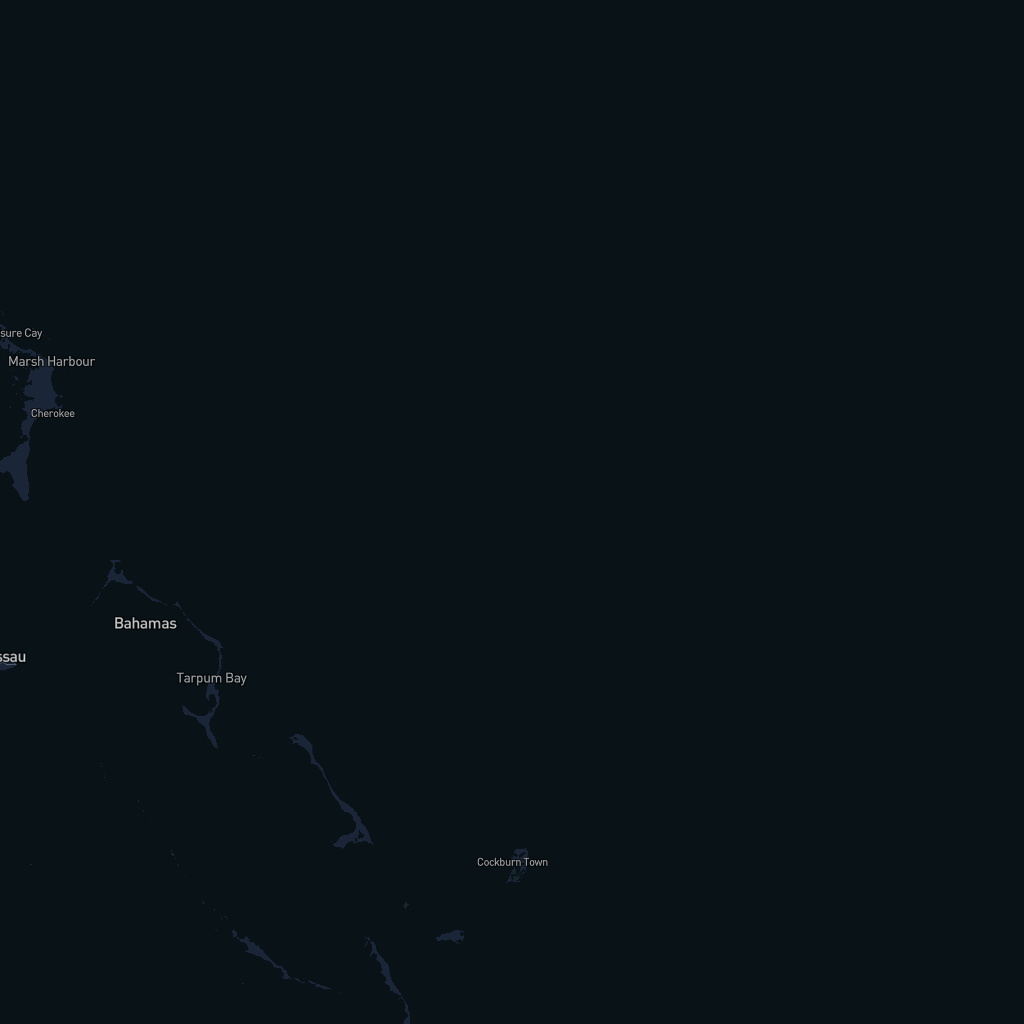 sure Cay
Marsh Harbour
Cherokee
Bahamas
ssau
Tarpum Bay
Cockburn Town